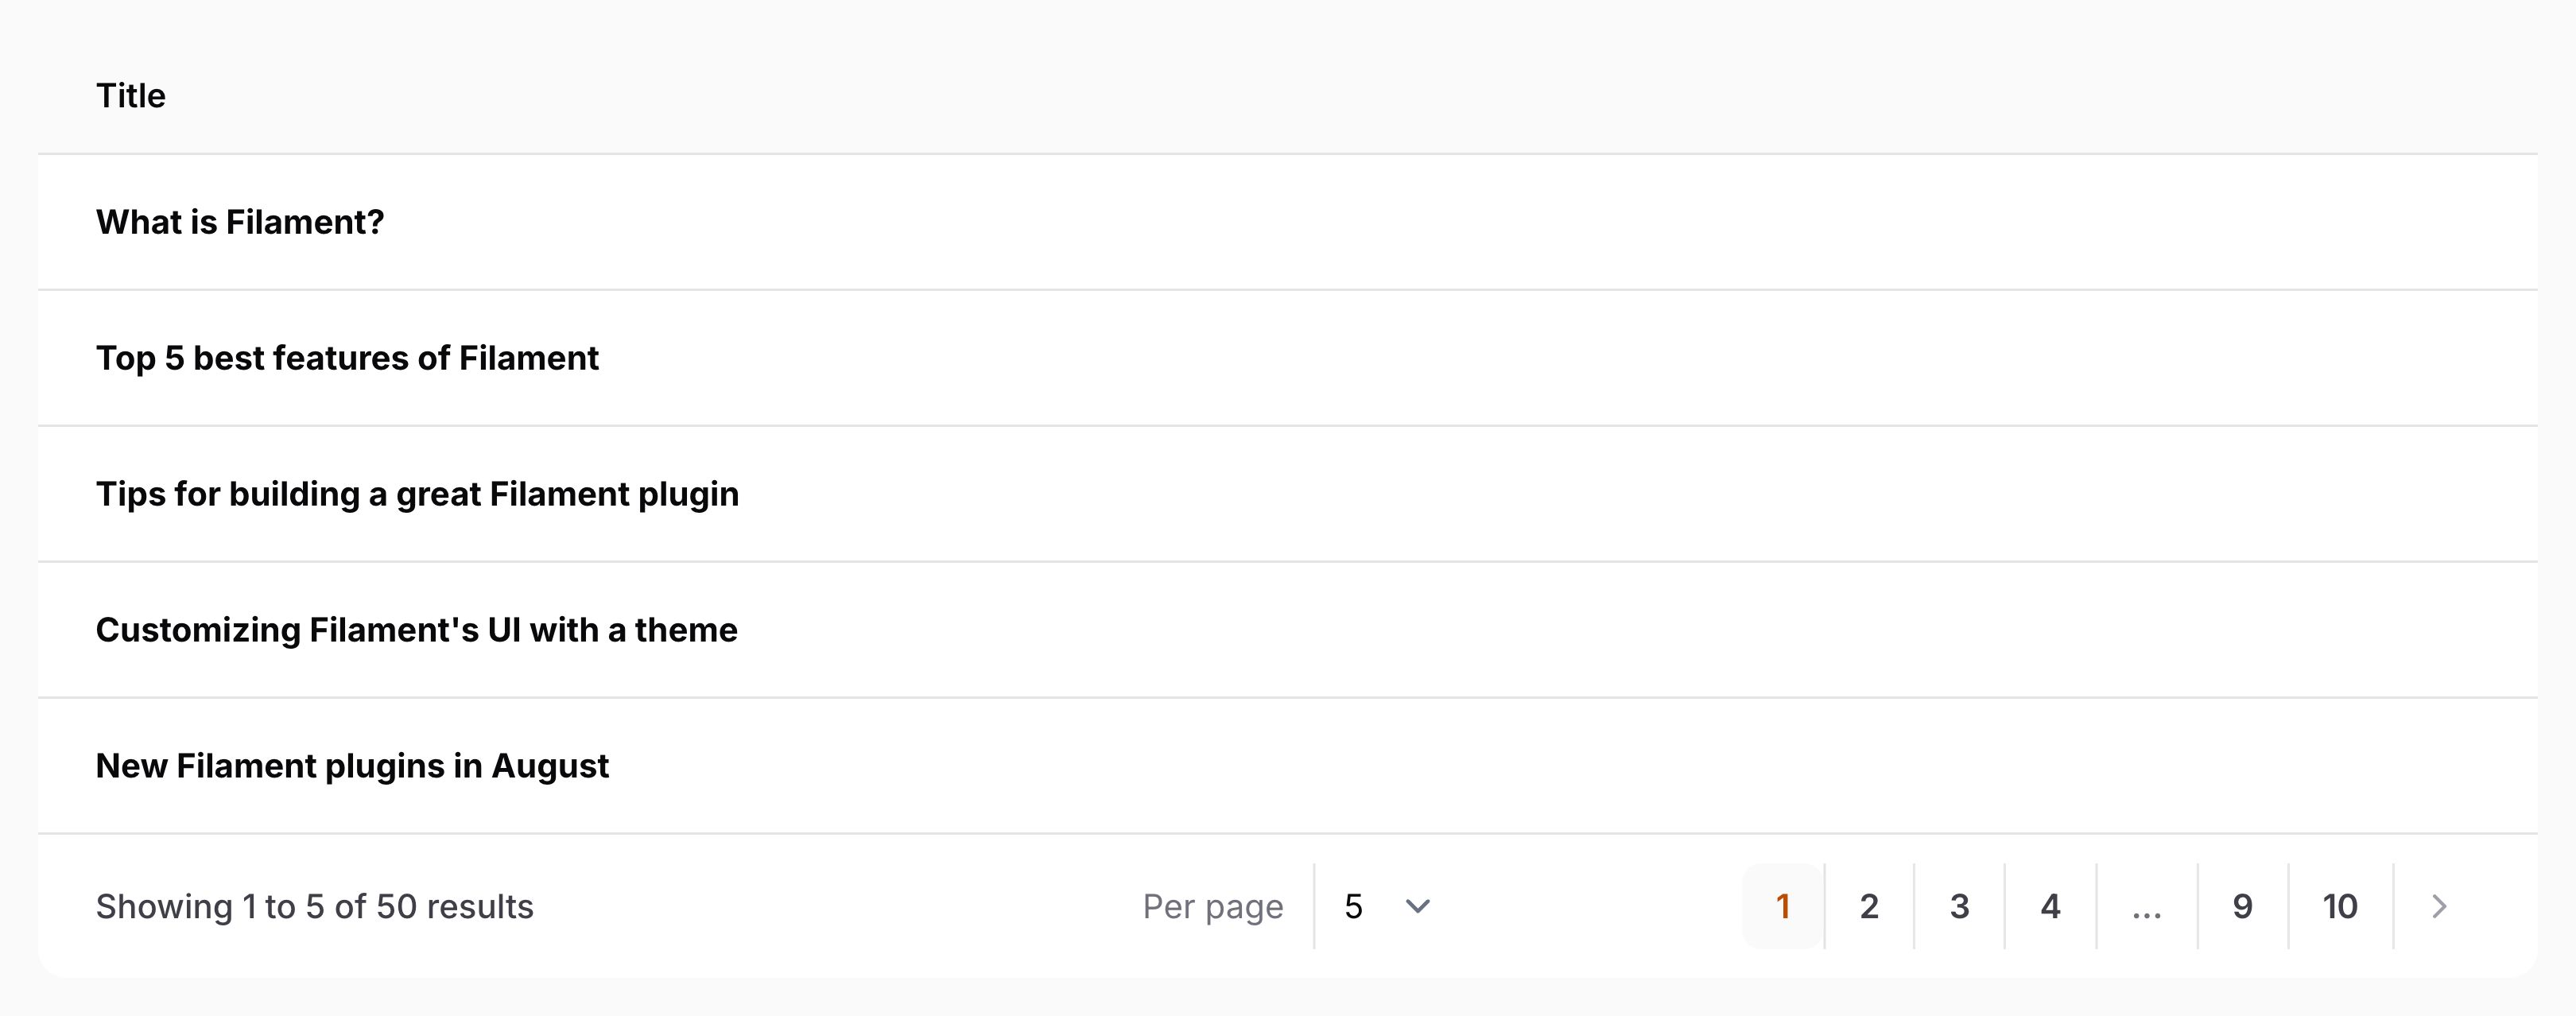 Title
What is Filament?
Top 5 best features of Filament
Tips for building a great Filament plugin
Customizing Filament's UI with a theme
New Filament plugins in August
Showing 1 to 5 of 50 results Per page 5 1 2 3 4 ... 9 10